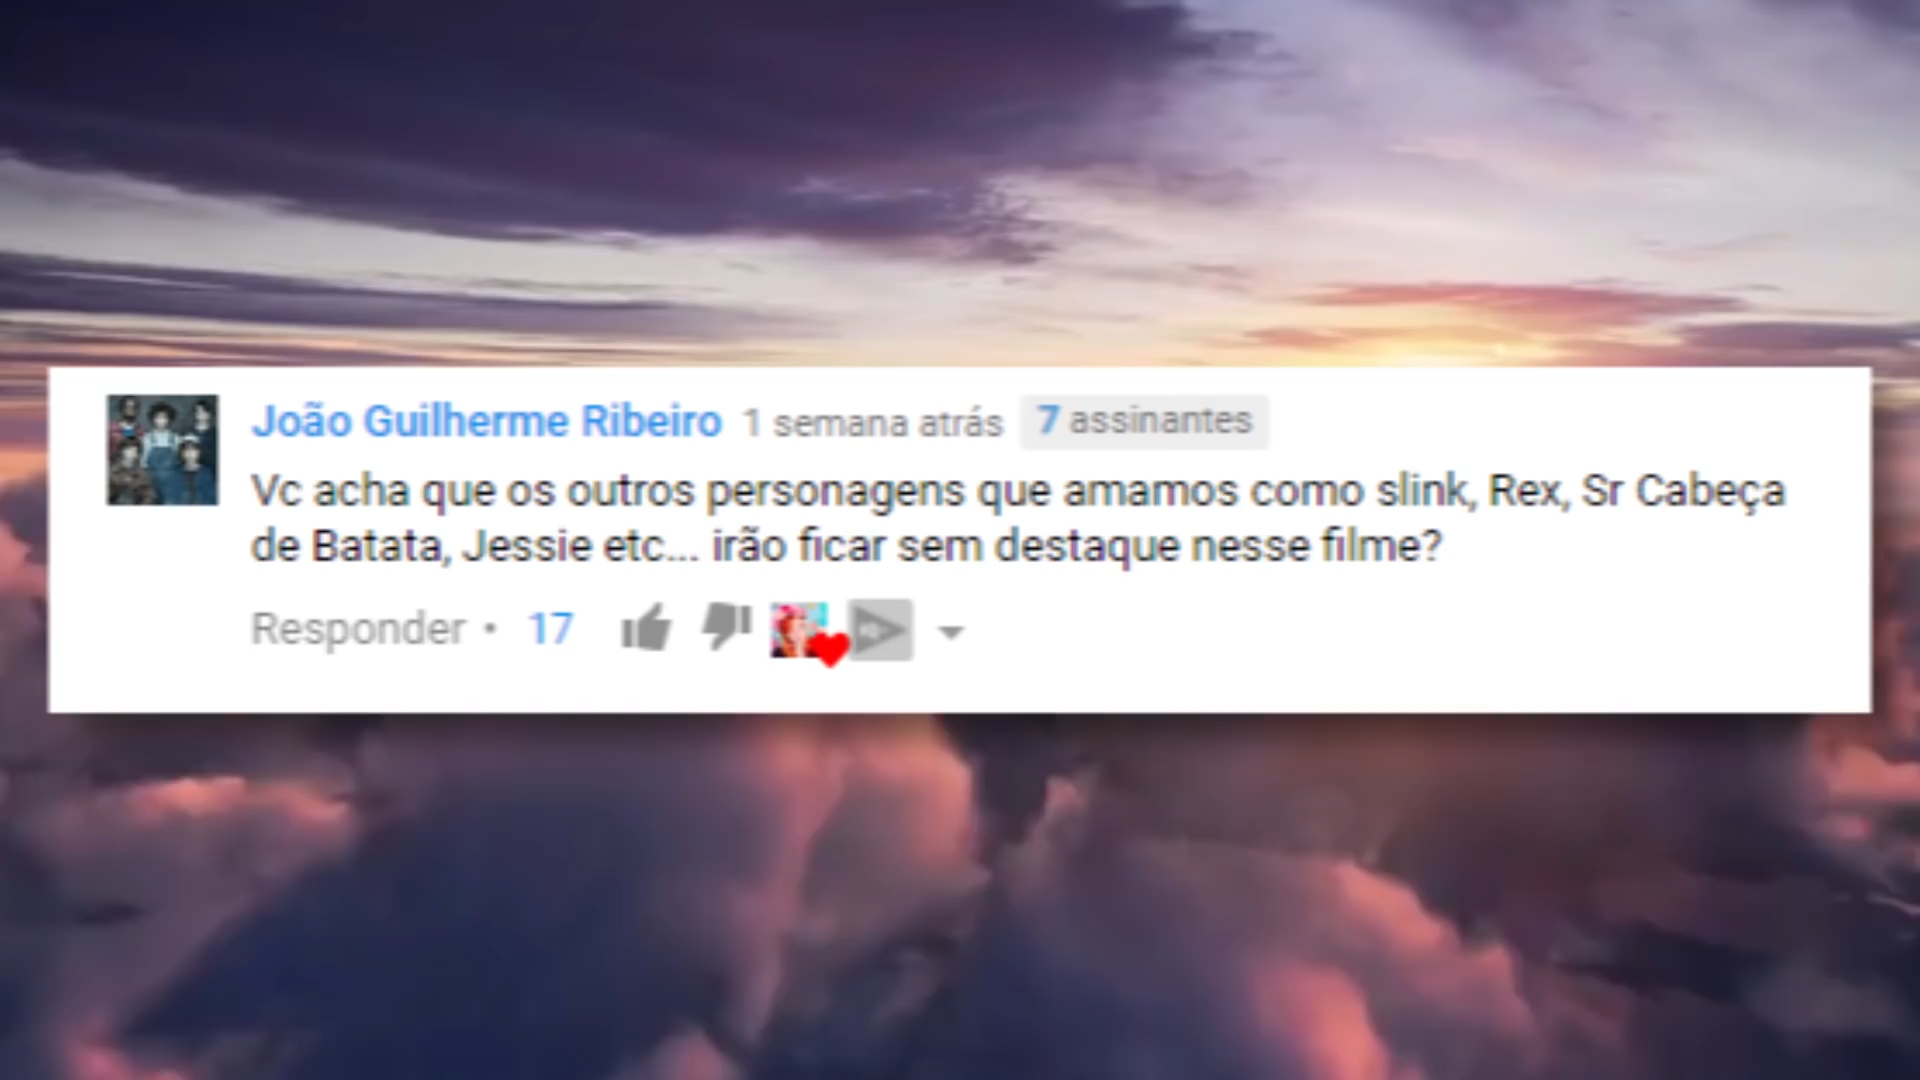 João Guilherme Ribeiro 1 semana atrás 7 assinantes
Vc acha que os outros personagens que amamos como slink, Rex, Sr Cabeça
de Batata, Jessie etc... irão ficar sem destaque nesse filme?
Responder • 17